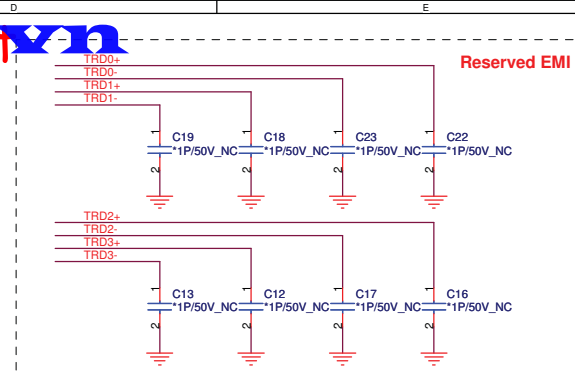 D E
vn
TRD0+
TRD0-
TRD1+
TRD1-
Reserved EMI
1 1 1 1
C19 C18 C23 C22
*1P/50V_NC *1P/50V_NC *1P/50V_NC *1P/50V_NC
2 2 2 2
TRD2+
TRD2-
TRD3+
TRD3-
1 1 1 1
C13 C12 C17 C16
*1P/50V_NC *1P/50V_NC *1P/50V_NC *1P/50V_NC
2 2 2 2